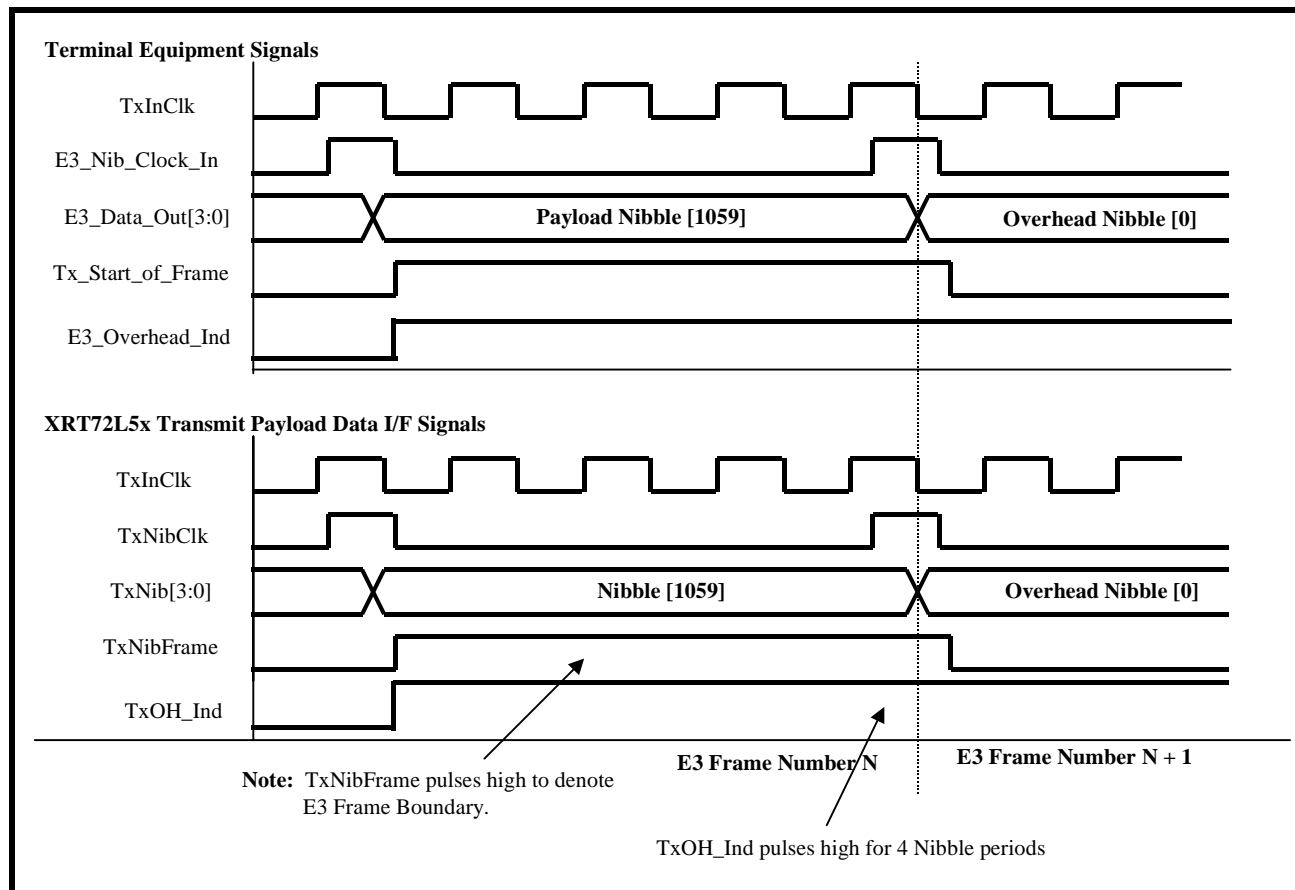 Terminal Equipment Signals
TxInClk
E3_Nib_Clock_In
E3_Data_Out[3:0]
Payload Nibble [1059]
Overhead Nibble [0]
Tx_Start_of_Frame
E3_Overhead_Ind
XRT72L5x Transmit Payload Data I/F Signals
TxInClk
TxNibClk
TxNib[3:0]
Nibble [1059]
Overhead Nibble [0]
TxNibFrame
TxOH_Ind
E3 Frame Number N
E3 Frame Number N + 1
Note: TxNibFrame pulses high to denote
E3 Frame Boundary.
TxOH_Ind pulses high for 4 Nibble periods